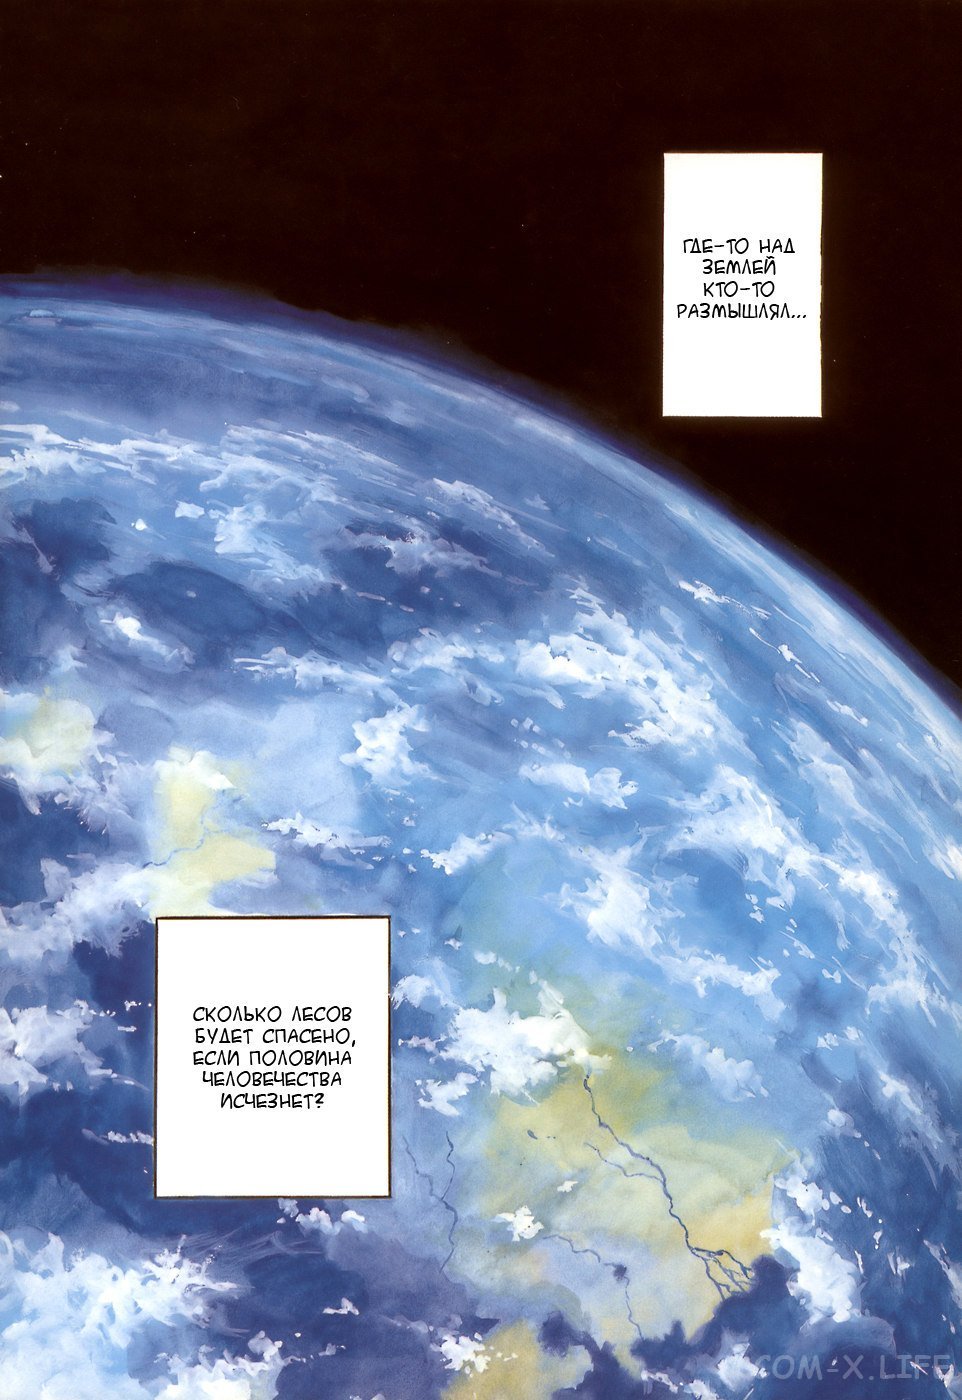 ГДЕ-ТО НАД
ЗЕМЛЕЙ
КТО-ТО
РАЗМЫШЛЯЛ...
СКОЛЬКО ЛЕСОВ
БУДЕТ СПАСЕНО,
ЕСЛИ ПОЛОВИНА
ЧЕЛОВЕЧЕСТВА
ИСЧЕЗНЕТ?
COM-X.LIFE